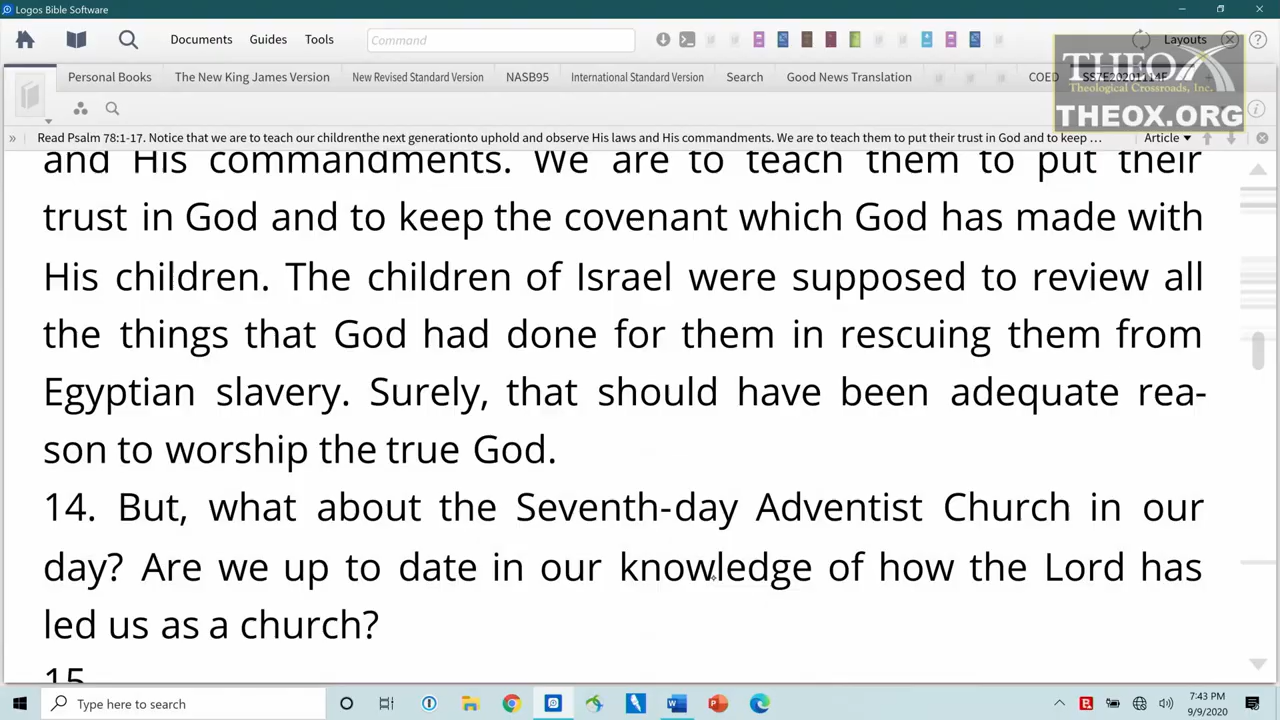 Logos Bible Software
Documents Guides Tools Command Layouts
Personal Books The New King James Version New Revised Standard Version NASB95 International Standard Version Search Good News Translation COED SS7E20201114F
THEOX
Theological Crossroads, Inc.
THEOX.ORG
» Read Psalm 78:1-17. Notice that we are to teach our childrenthe next generationto uphold and observe His laws and His commandments. We are to teach them to put their trust in God and to keep … Article
and His commandments. We are to teach them to put their
trust in God and to keep the covenant which God has made with
His children. The children of Israel were supposed to review all
the things that God had done for them in rescuing them from
Egyptian slavery. Surely, that should have been adequate rea-
son to worship the true God.
14. But, what about the Seventh-day Adventist Church in our
day? Are we up to date in our knowledge of how the Lord has
led us as a church?
15
Type here to search
7:43 PM
9/9/2020